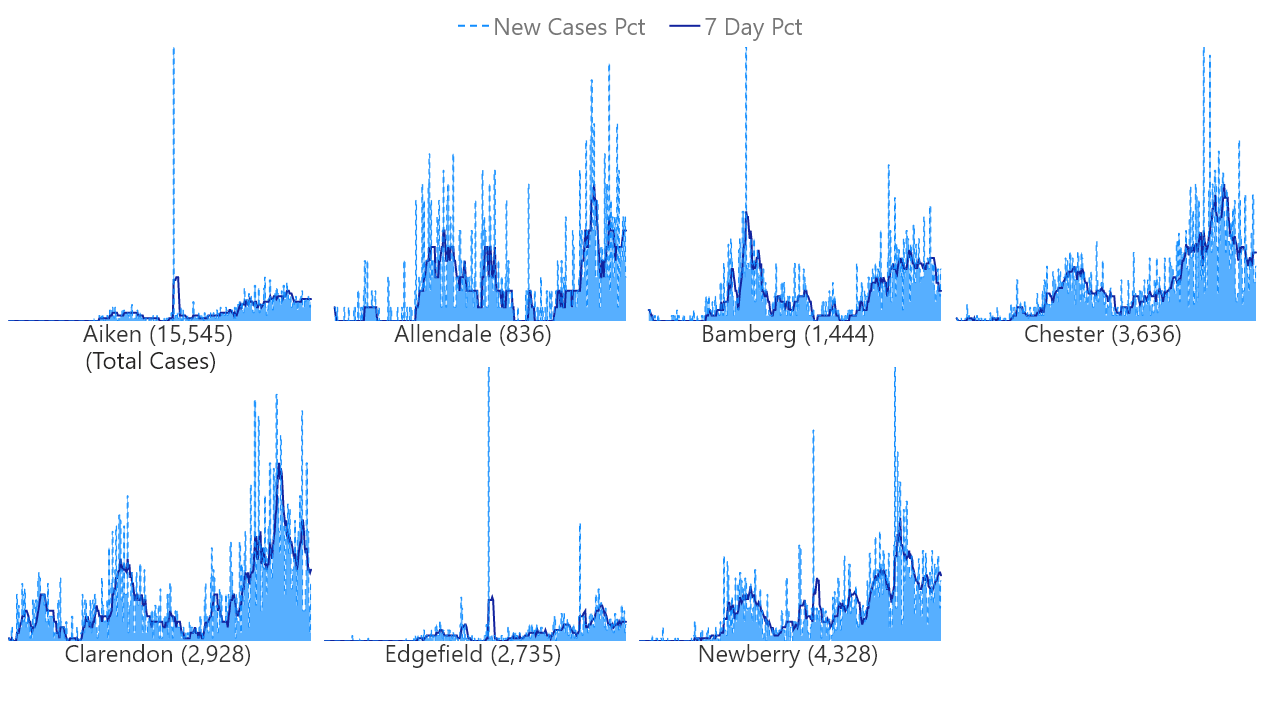 New Cases Pct 7 Day Pct
Aiken (15,545) Allendale (836) Bamberg (1,444) Chester (3,636)
(Total Cases)
Clarendon (2,928) Edgefield (2,735) Newberry (4,328)